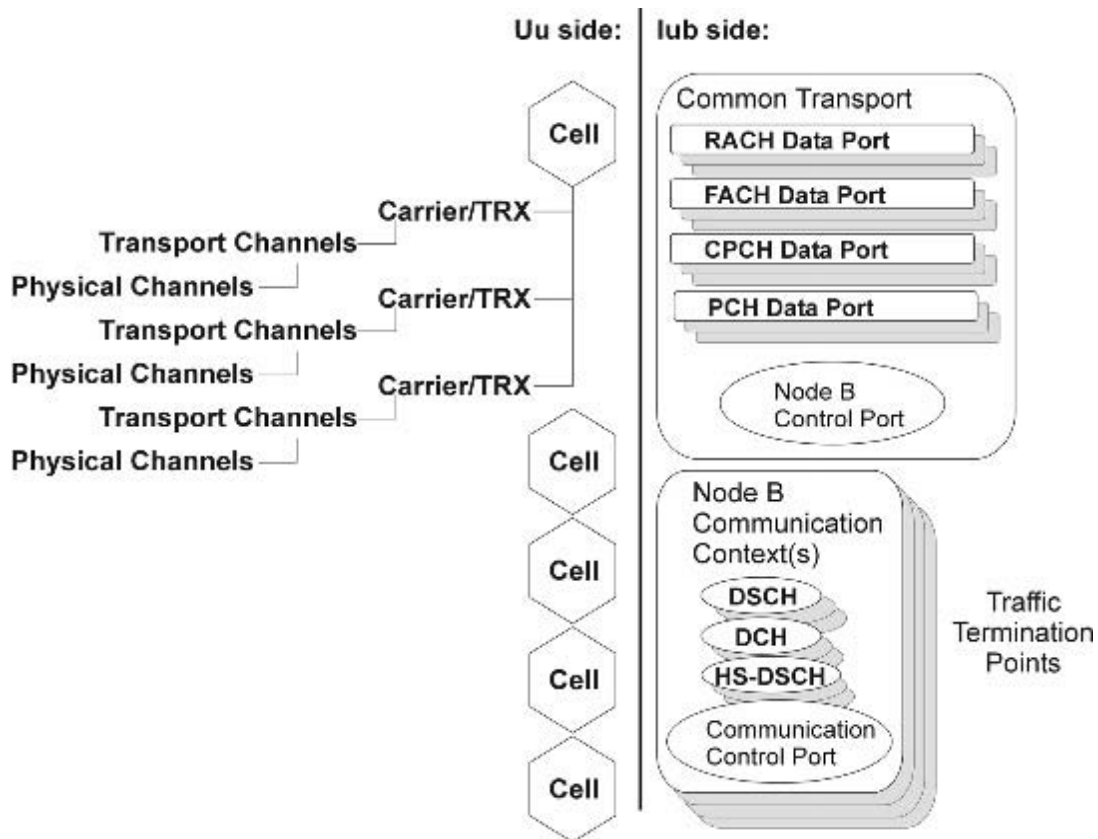 Uu side:
Iub side:
Cell
Carrier/TRX
Transport Channels
Physical Channels
Carrier/TRX
Transport Channels
Physical Channels
Carrier/TRX
Transport Channels
Physical Channels
Cell
Cell
Cell
Cell
Common Transport
RACH Data Port
FACH Data Port
CPCH Data Port
PCH Data Port
Node B
Control Port
Node B
Communication
Context(s)
DSCH
DCH
HS-DSCH
Communication
Control Port
Traffic
Termination
Points